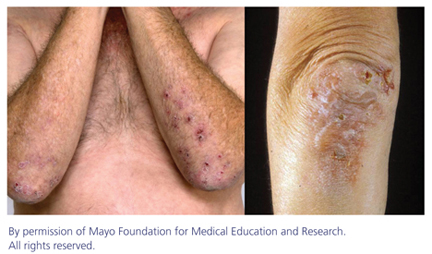 By permission of Mayo Foundation for Medical Education and Research.
All rights reserved.